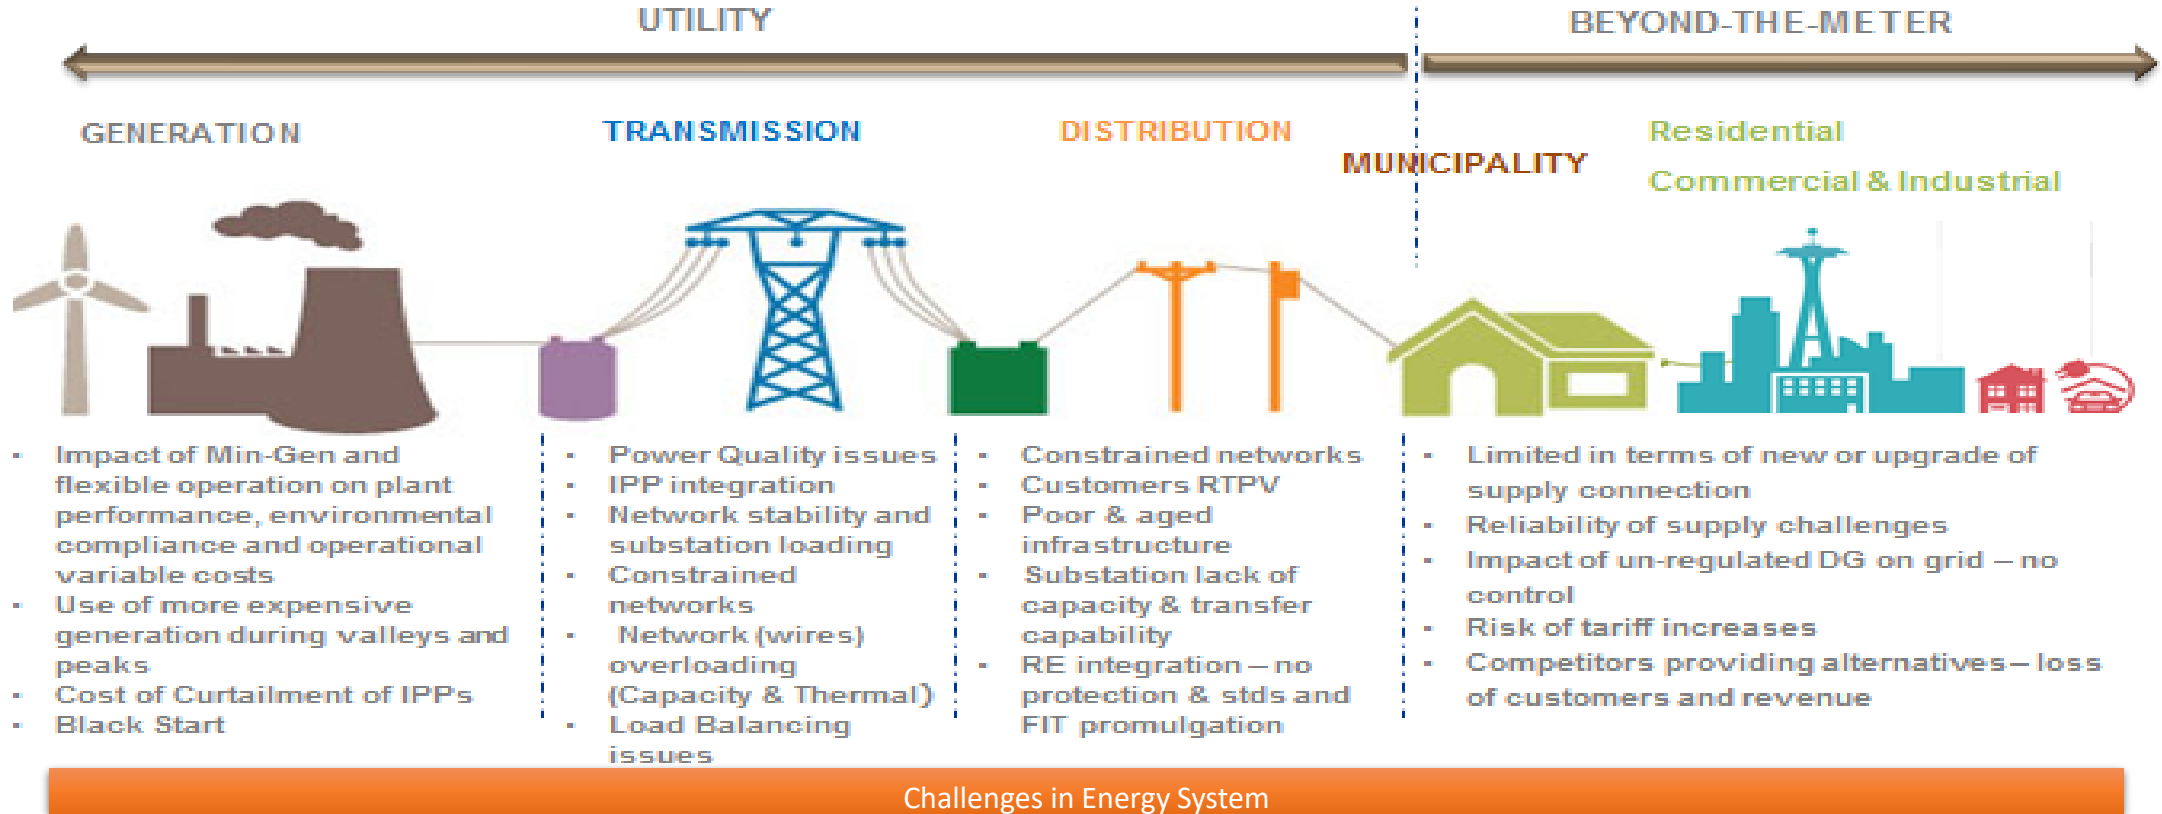 UTILITY
BEYOND-THE-METER
GENERATION
TRANSMISSION
DISTRIBUTION
MUNICIPALITY
Residential
Commercial & Industrial
- Impact of Min-Gen and
flexible operation on plant
performance, environmental
compliance and operational
variable costs
- Use of more expensive
generation during valleys and
peaks
- Cost of Curtailment of IPPs
- Black Start
- Power Quality issues
- IPP integration
- Network stability and
substation loading
- Constrained
networks
- Network (wires)
overloading
(Capacity & Thermal)
- Load Balancing
issues
- Constrained networks
- Customers RTPV
- Poor & aged
infrastructure
- Substation lack of
capacity & transfer
capability
- RE integration – no
protection & stds and
FIT promulgation
- Limited in terms of new or upgrade of
supply connection
- Reliability of supply challenges
- Impact of un-regulated DG on grid – no
control
- Risk of tariff increases
- Competitors providing alternatives – loss
of customers and revenue
Challenges in Energy System